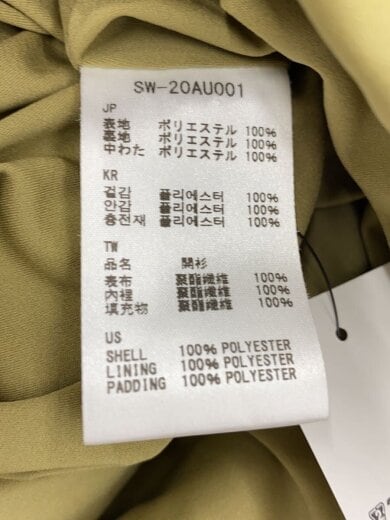 SW-20AU001
JP
表地 ポリエステル 100%
裏地 ポリエステル 100%
中わた ポリエステル 100%
KR
겉감 폴리에스터 100%
안감 폴리에스터 100%
충전재 폴리에스터 100%
TW
品名 開衫
表布 聚酯纖維 100%
內裡 聚酯纖維 100%
填充物 聚酯纖維 100%
US
SHELL 100% POLYESTER
LINING 100% POLYESTER
PADDING 100% POLYESTER